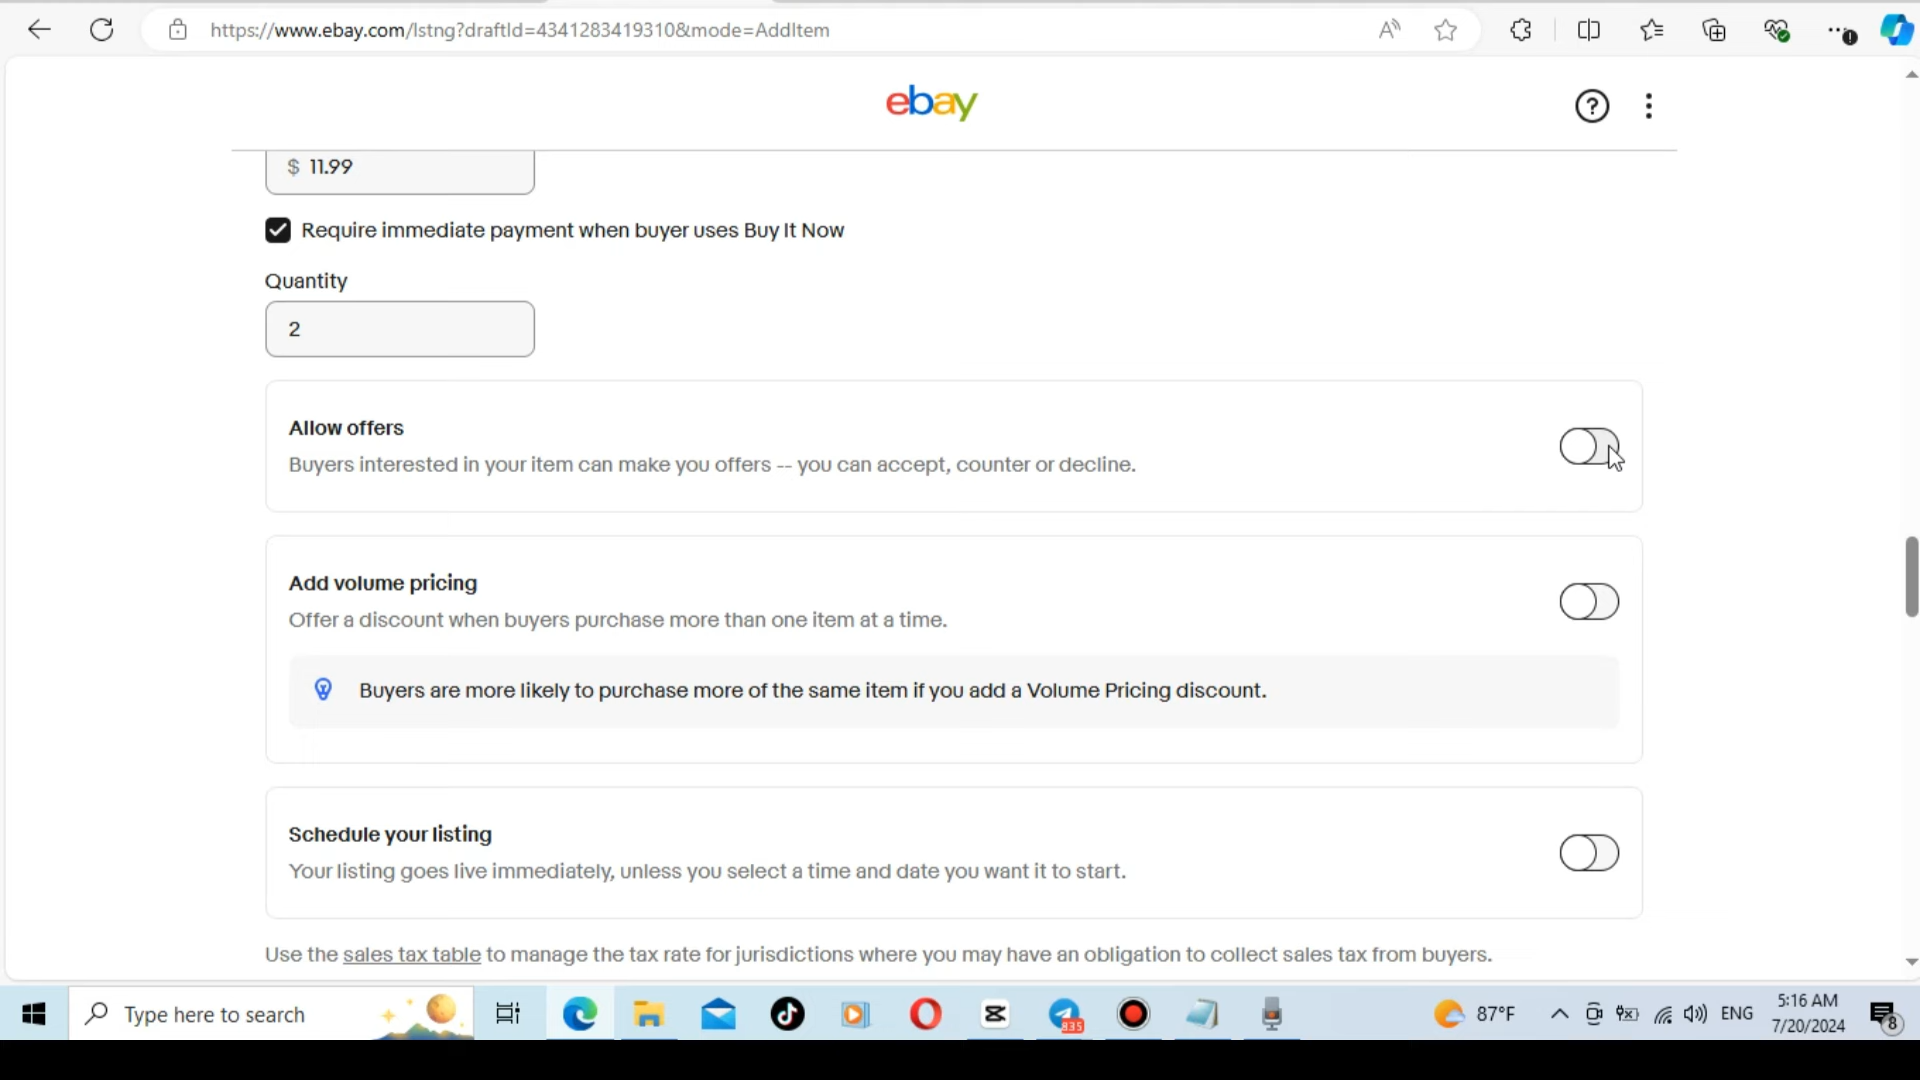 https://www.ebay.com/lstng?draftId=4341283419310&mode=AddItem
ebay
$ 11.99
Require immediate payment when buyer uses Buy It Now
Quantity
2
Allow offers
Buyers interested in your item can make you offers -- you can accept, counter or decline.
Add volume pricing
Offer a discount when buyers purchase more than one item at a time.
Buyers are more likely to purchase more of the same item if you add a Volume Pricing discount.
Schedule your listing
Your listing goes live immediately, unless you select a time and date you want it to start.
Use the sales tax table to manage the tax rate for jurisdictions where you may have an obligation to collect sales tax from buyers.
Type here to search
835
87°F
ENG
5:16 AM
7/20/2024
8